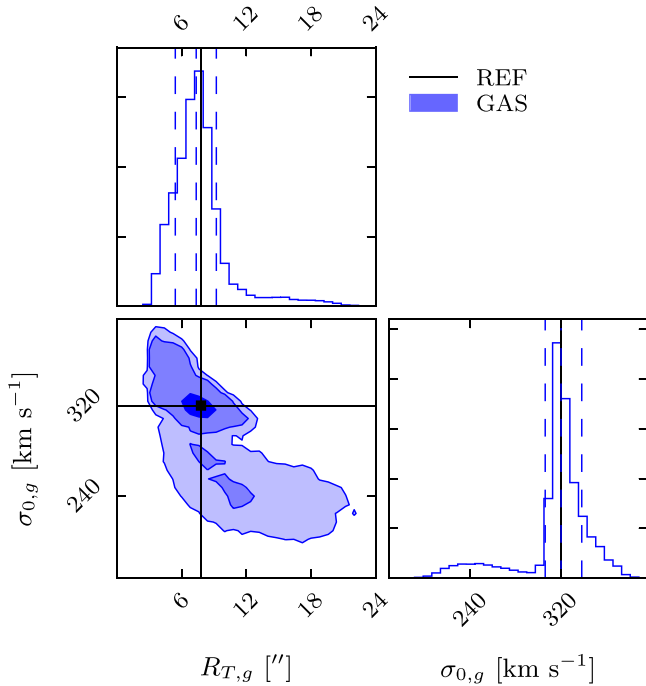 6 12 18 24
REF
GAS
σ₀,g [km s⁻¹]
320
240
6 12 18 24
240 320
R_T,g [″]
σ₀,g [km s⁻¹]